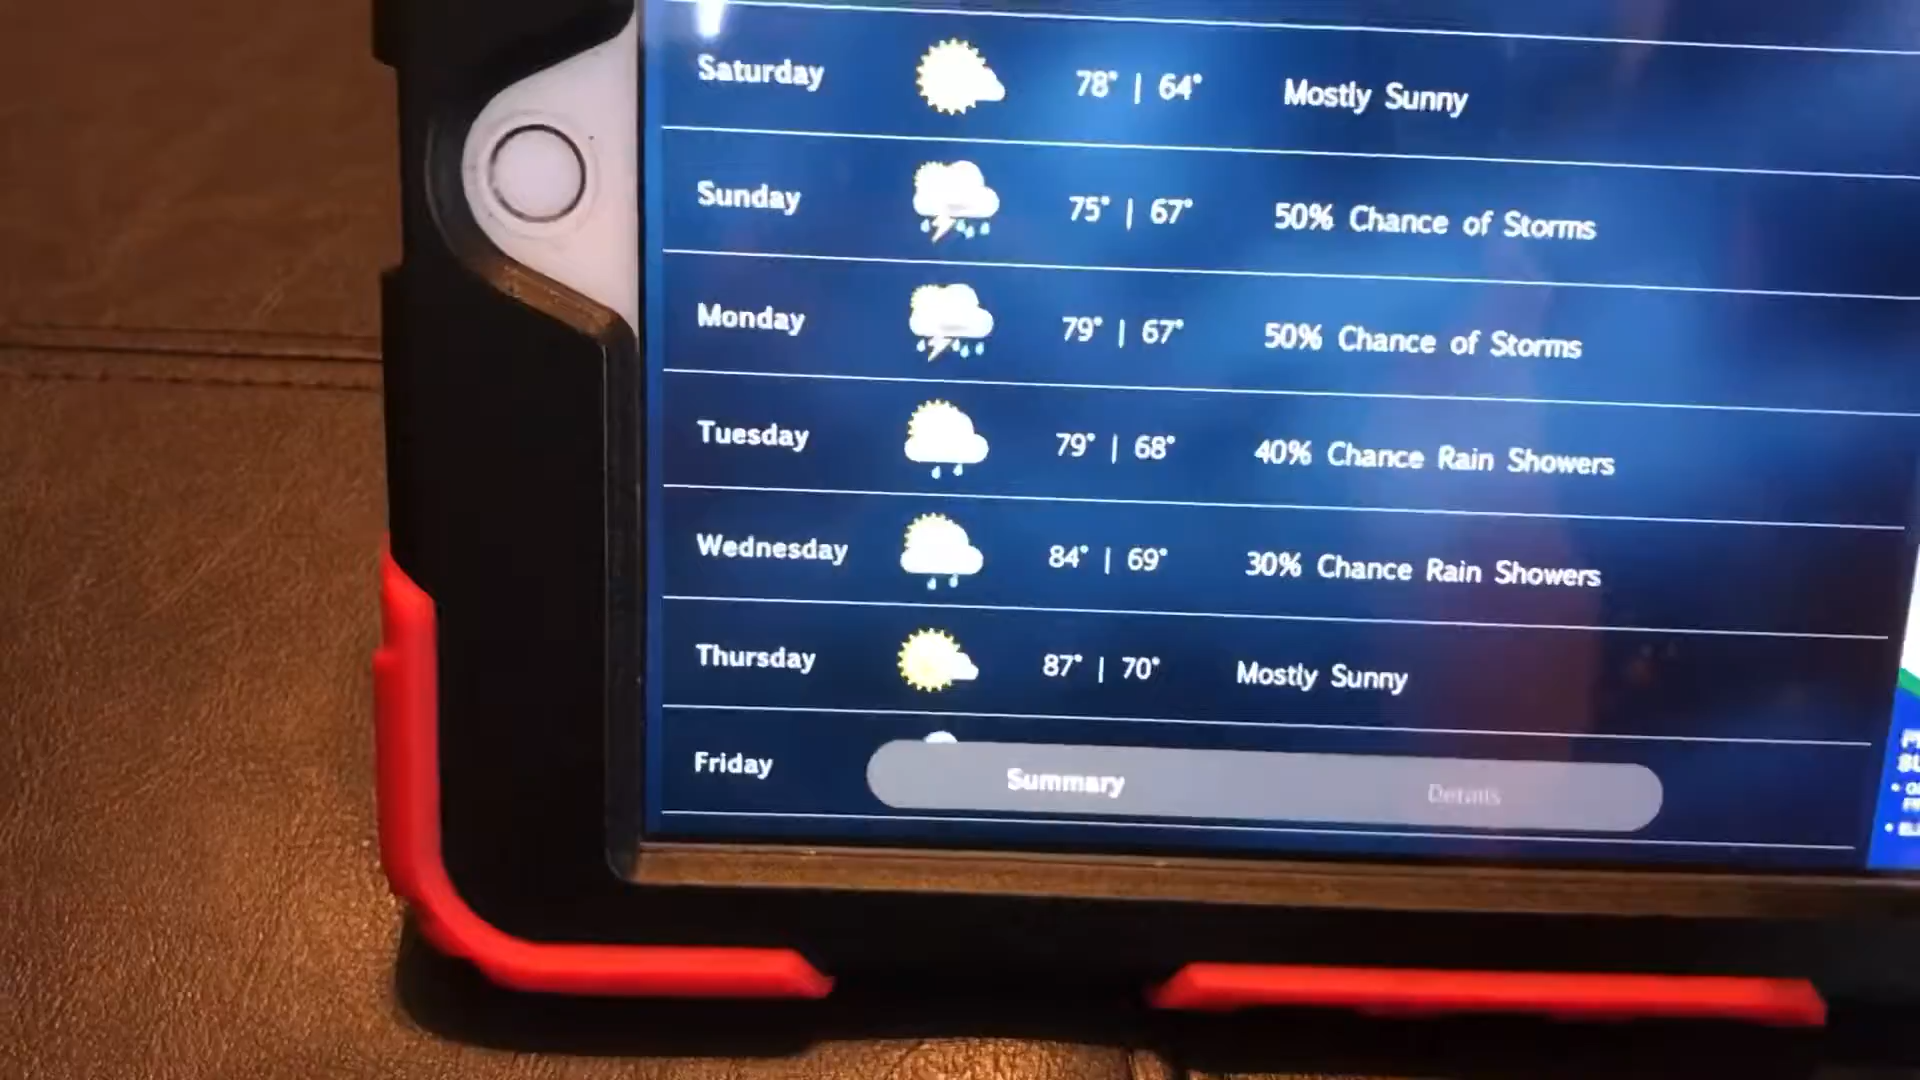 Saturday 78° | 64° Mostly Sunny
Sunday 75° | 67° 50% Chance of Storms
Monday 79° | 67° 50% Chance of Storms
Tuesday 79° | 68° 40% Chance Rain Showers
Wednesday 84° | 69° 30% Chance Rain Showers
Thursday 87° | 70° Mostly Sunny
Friday
Summary Details